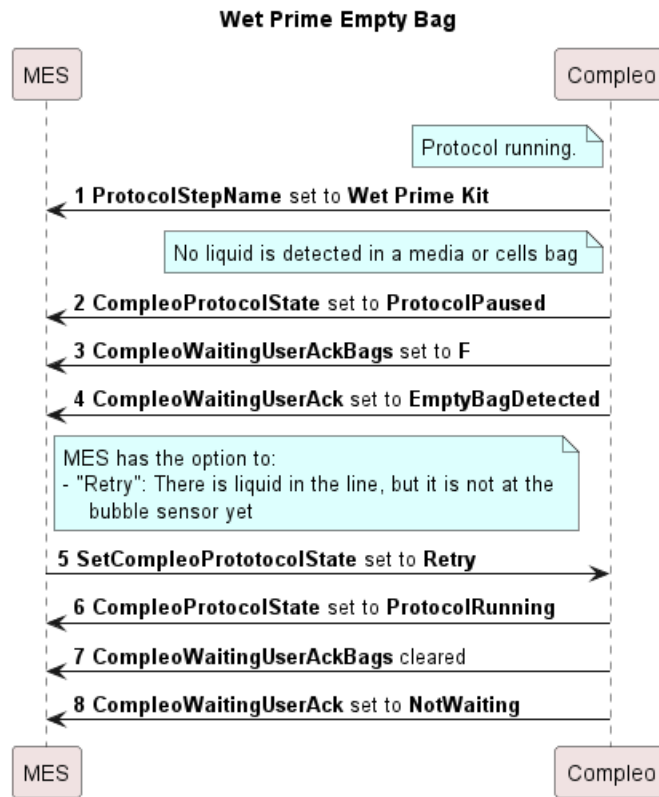 Wet Prime Empty Bag
MES Compleo
Protocol running.
1 ProtocolStepName set to Wet Prime Kit
No liquid is detected in a media or cells bag
2 CompleoProtocolState set to ProtocolPaused
3 CompleoWaitingUserAckBags set to F
4 CompleoWaitingUserAck set to EmptyBagDetected
MES has the option to:
- "Retry": There is liquid in the line, but it is not at the
bubble sensor yet
5 SetCompleoPrototocolState set to Retry
6 CompleoProtocolState set to ProtocolRunning
7 CompleoWaitingUserAckBags cleared
8 CompleoWaitingUserAck set to NotWaiting
MES Compleo